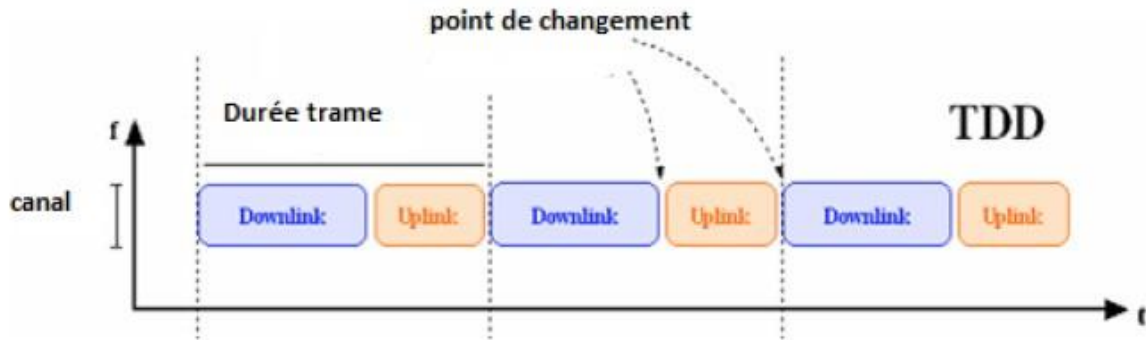 point de changement
Durée trame
TDD
f
canal
Downlink
Uplink
Downlink
Uplink
Downlink
Uplink
t